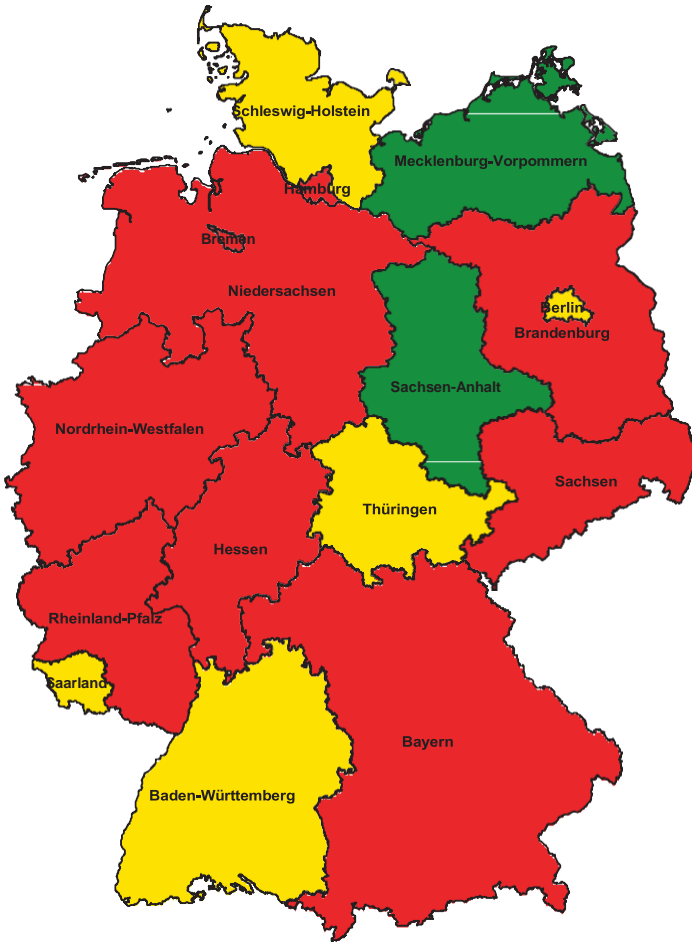 Schleswig-Holstein
Mecklenburg-Vorpommern
Hamburg
Bremen
Niedersachsen
Berlin
Brandenburg
Sachsen-Anhalt
Nordrhein-Westfalen
Sachsen
Thüringen
Hessen
Rheinland-Pfalz
Saarland
Bayern
Baden-Württemberg